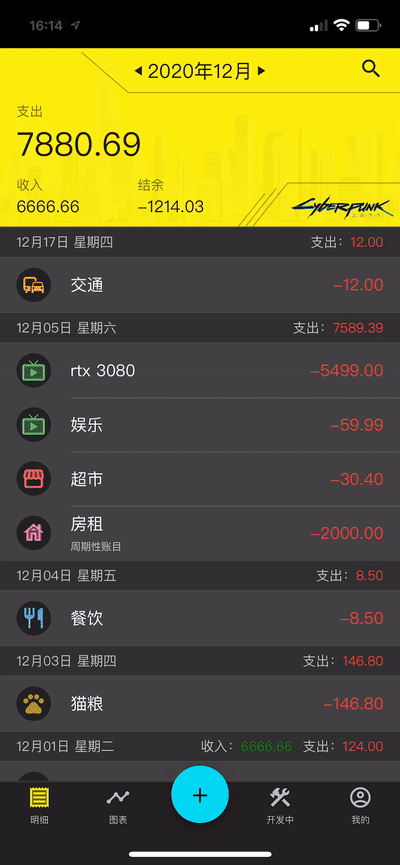 16:14
2020年12月
支出
7880.69
收入 结余
6666.66 -1214.03
CYBERPUNK
12月17日 星期四 支出：12.00
交通 -12.00
12月05日 星期六 支出：7589.39
rtx 3080 -5499.00
娱乐 -59.99
超市 -30.40
房租 -2000.00
周期性账目
12月04日 星期五 支出：8.50
餐饮 -8.50
12月03日 星期四 支出：146.80
猫粮 -146.80
12月01日 星期二 收入：6666.66 支出：124.00
明细 图表 + 开发中 我的